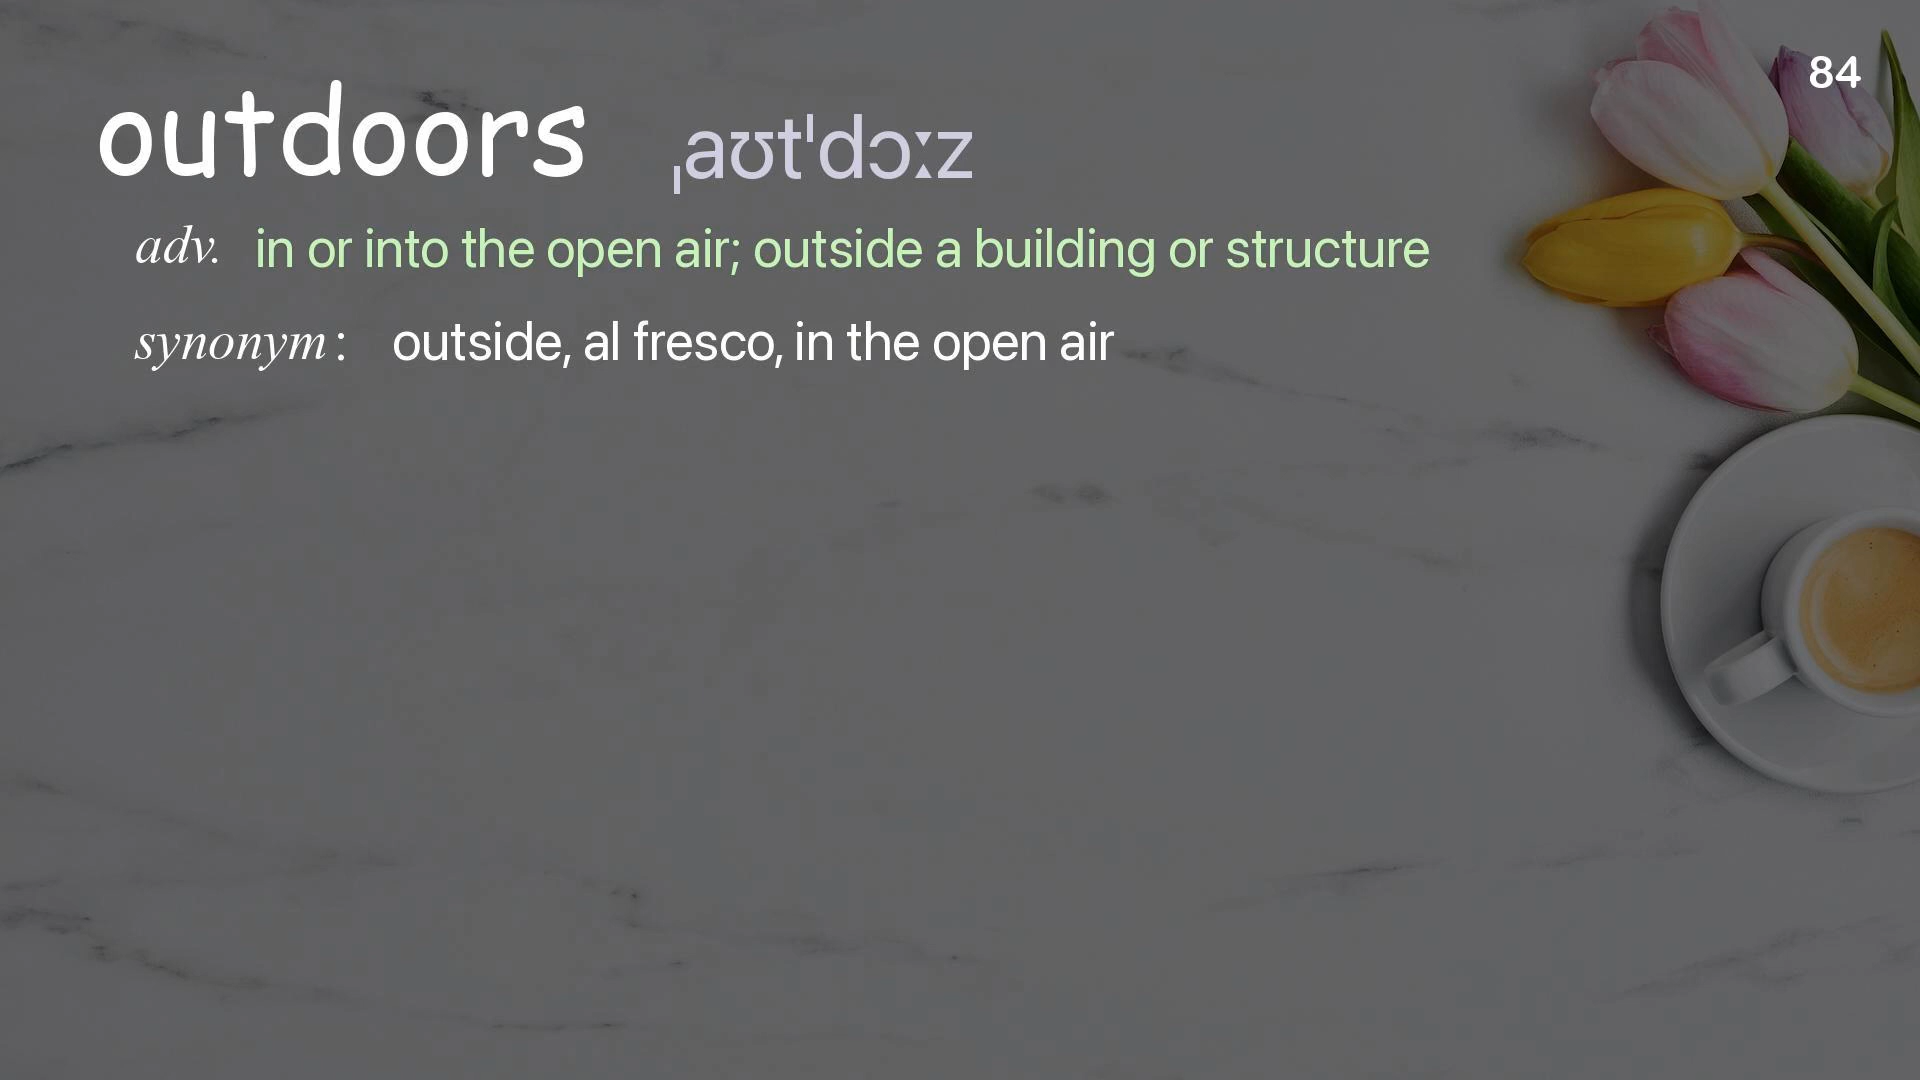 84
outdoors ˌaʊtˈdɔːz
adv. in or into the open air; outside a building or structure
synonym : outside, al fresco, in the open air